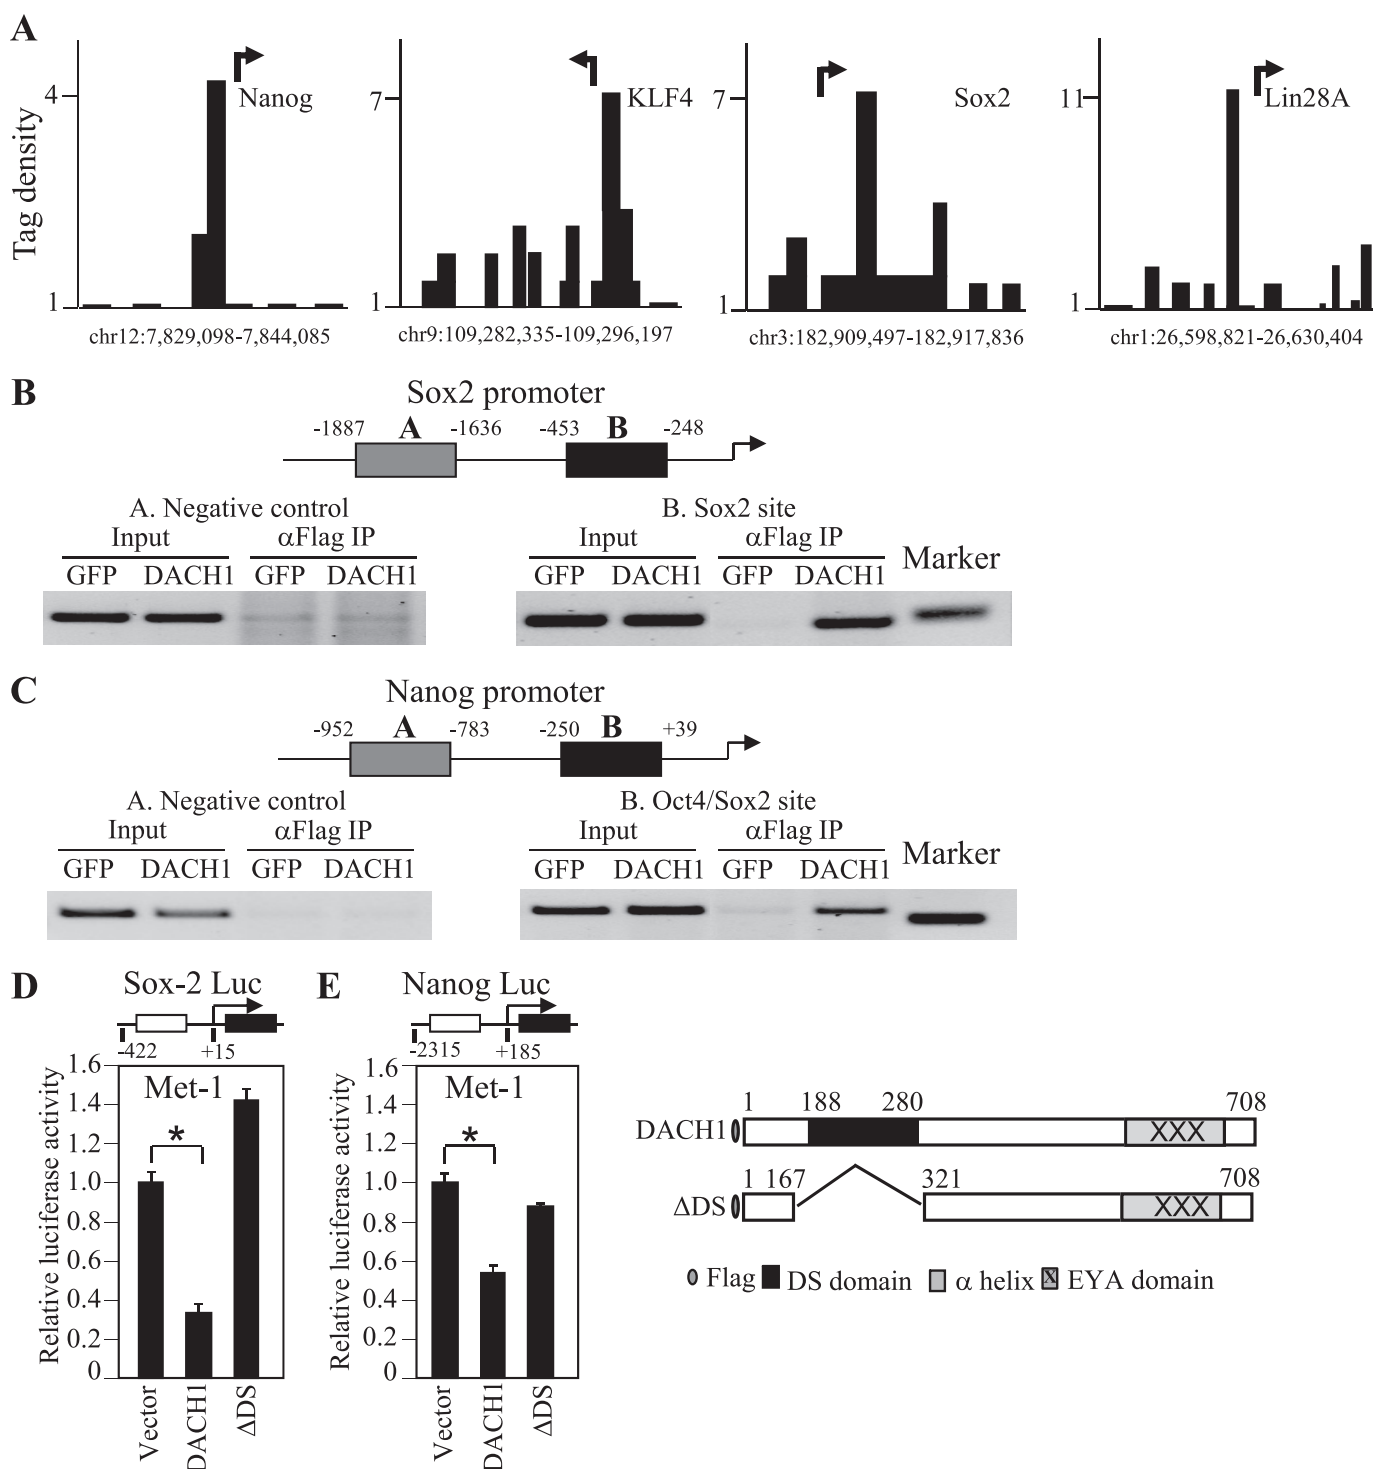 A
Tag density
4
1
Nanog
chr12:7,829,098-7,844,085
7
1
KLF4
chr9:109,282,335-109,296,197
7
1
Sox2
chr3:182,909,497-182,917,836
11
1
Lin28A
chr1:26,598,821-26,630,404
B
Sox2 promoter
-1887 A -1636 -453 B -248
A. Negative control
Input αFlag IP
GFP DACH1 GFP DACH1
B. Sox2 site
Input αFlag IP
GFP DACH1 GFP DACH1 Marker
C
Nanog promoter
-952 A -783 -250 B +39
A. Negative control
Input αFlag IP
GFP DACH1 GFP DACH1
B. Oct4/Sox2 site
Input αFlag IP
GFP DACH1 GFP DACH1 Marker
D
Sox-2 Luc
-422 +15
Relative luciferase activity
1.6
1.4
1.2
1.0
0.8
0.6
0.4
0.2
0
Met-1
*
Vector
DACH1
ΔDS
E
Nanog Luc
-2315 +185
Relative luciferase activity
1.6
1.4
1.2
1.0
0.8
0.6
0.4
0.2
0
Met-1
*
Vector
DACH1
ΔDS
1 188 280 708
DACH1 XXX
1 167 321 708
ΔDS XXX
Flag DS domain α helix X EYA domain